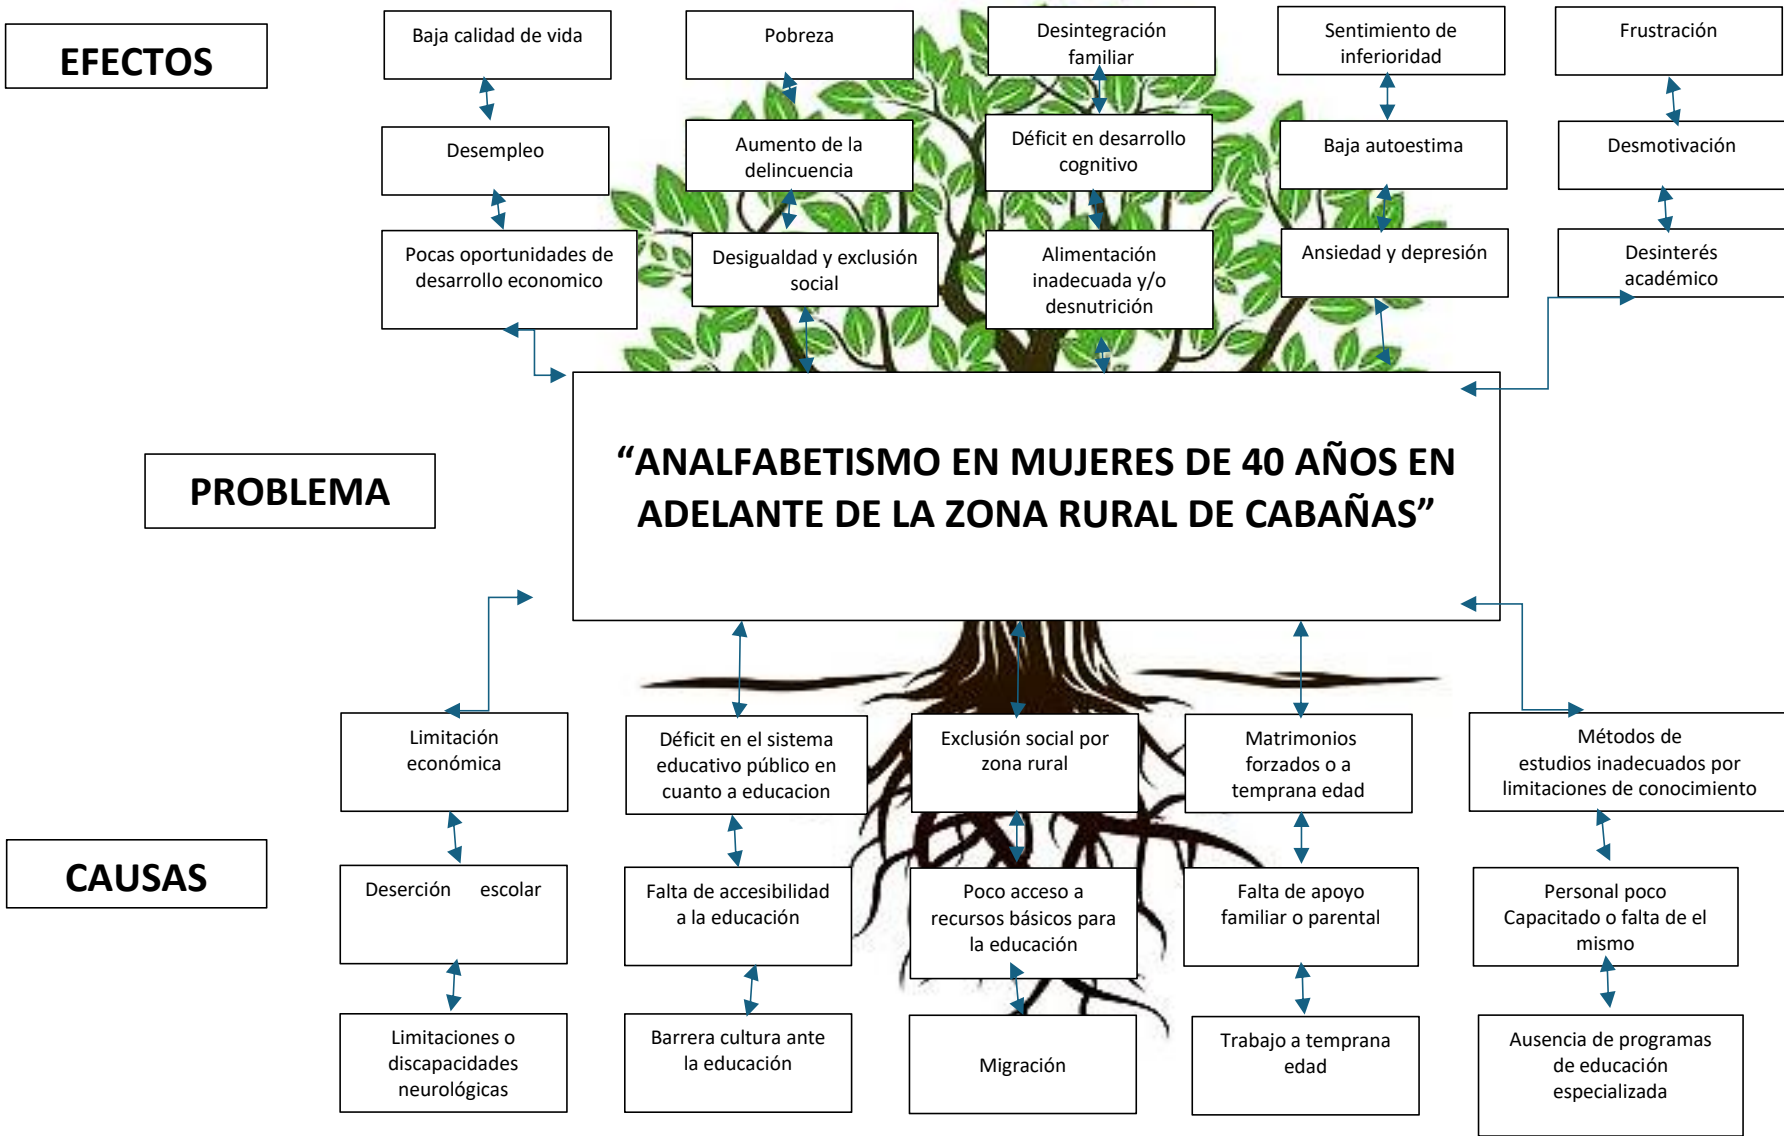 EFECTOS
Baja calidad de vida
Pobreza
Desintegración
familiar
Sentimiento de
inferioridad
Frustración
Desempleo
Aumento de la
delincuencia
Déficit en desarrollo
cognitivo
Baja autoestima
Desmotivación
Pocas oportunidades de
desarrollo economico
Desigualdad y exclusión
social
Alimentación
inadecuada y/o
desnutrición
Ansiedad y depresión
Desinterés
académico
PROBLEMA
“ANALFABETISMO EN MUJERES DE 40 AÑOS EN
ADELANTE DE LA ZONA RURAL DE CABAÑAS”
Limitación
económica
Déficit en el sistema
educativo público en
cuanto a educacion
Exclusión social por
zona rural
Matrimonios
forzados o a
temprana edad
Métodos de
estudios inadecuados por
limitaciones de conocimiento
CAUSAS
Deserción escolar
Falta de accesibilidad
a la educación
Poco acceso a
recursos básicos para
la educación
Falta de apoyo
familiar o parental
Personal poco
Capacitado o falta de el
mismo
Limitaciones o
discapacidades
neurológicas
Barrera cultura ante
la educación
Migración
Trabajo a temprana
edad
Ausencia de programas
de educación
especializada